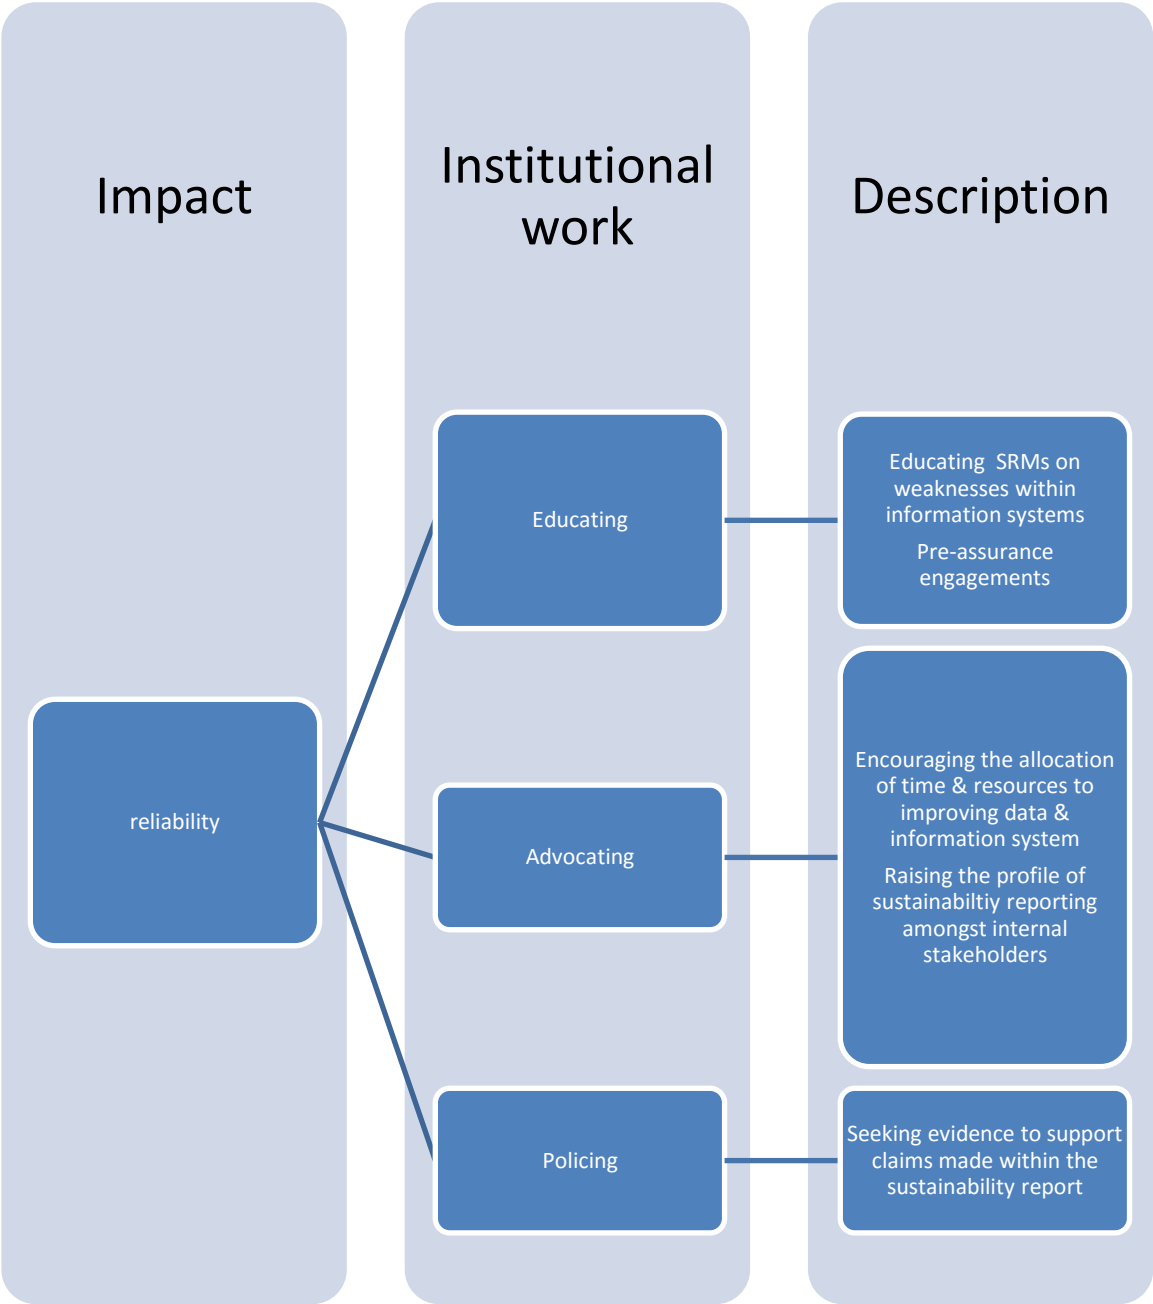 Impact
Institutional
work
Description
reliability
Educating
Educating  SRMs on
weaknesses within
information systems
Pre-assurance
engagements
Advocating
Encouraging the allocation
of time & resources to
improving data &
information system
Raising the profile of
sustainabiltiy reporting
amongst internal
stakeholders
Policing
Seeking evidence to support
claims made within the
sustainability report